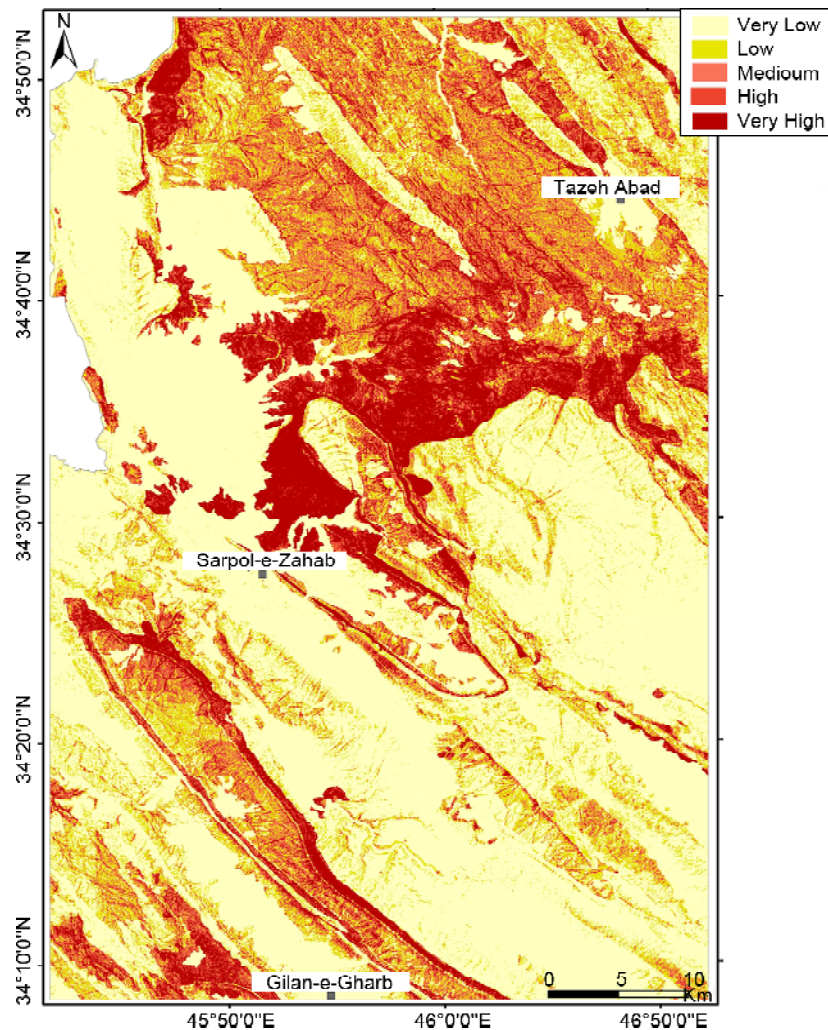 N
Very Low
Low
Medioum
High
Very High
34°50'0"N
Tazeh Abad
34°40'0"N
34°30'0"N
Sarpol-e-Zahab
34°20'0"N
34°10'0"N
Gilan-e-Gharb
0 5 10
Km
45°50'0"E 46°0'0"E 46°50'0"E